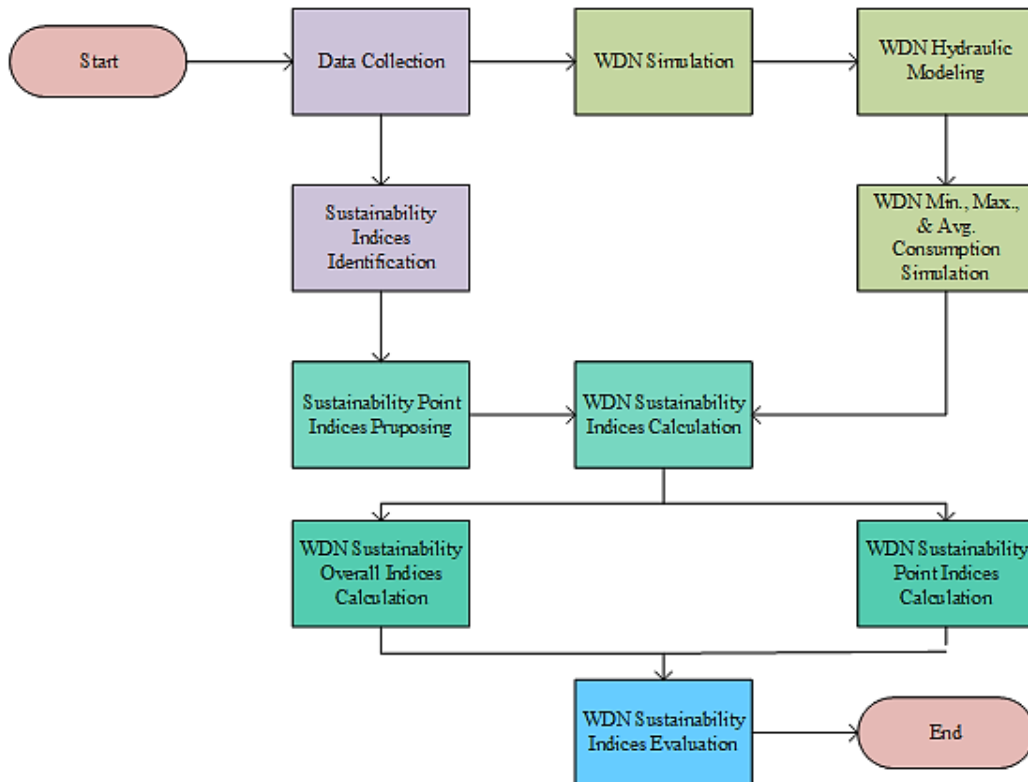 Start
Data Collection
WDN Simulation
WDN Hydraulic
Modeling
Sustainability
Indices
Identification
WDN Min., Max.,
& Avg.
Consumption
Simulation
Sustainability Point
Indices Pruposing
WDN Sustainability
Indices Calculation
WDN Sustainability
Overall Indices
Calculation
WDN Sustainability
Point Indices
Calculation
WDN Sustainability
Indices Evaluation
End